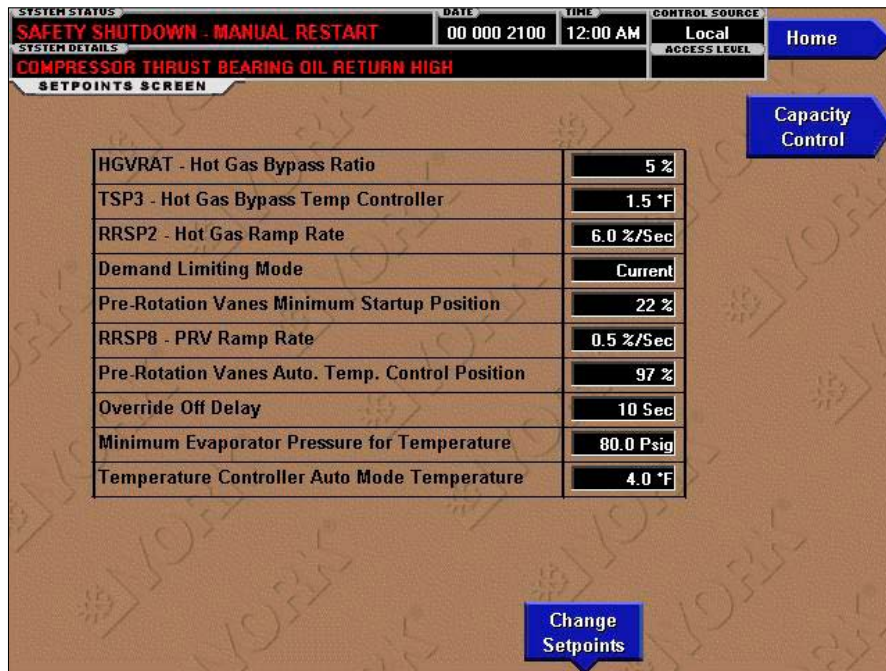 SYSTEM STATUS
SAFETY SHUTDOWN - MANUAL RESTART
DATE
00 000 2100
TIME
12:00 AM
CONTROL SOURCE
Local
ACCESS LEVEL
Home
SYSTEM DETAILS
COMPRESSOR THRUST BEARING OIL RETURN HIGH
SETPOINTS SCREEN
Capacity
Control
HGVRAT - Hot Gas Bypass Ratio 5 %
TSP3 - Hot Gas Bypass Temp Controller 1.5 °F
RRSP2 - Hot Gas Ramp Rate 6.0 %/Sec
Demand Limiting Mode Current
Pre-Rotation Vanes Minimum Startup Position 22 %
RRSP8 - PRV Ramp Rate 0.5 %/Sec
Pre-Rotation Vanes Auto. Temp. Control Position 97 %
Override Off Delay 10 Sec
Minimum Evaporator Pressure for Temperature 80.0 Psig
Temperature Controller Auto Mode Temperature 4.0 °F
YORK
Change
Setpoints